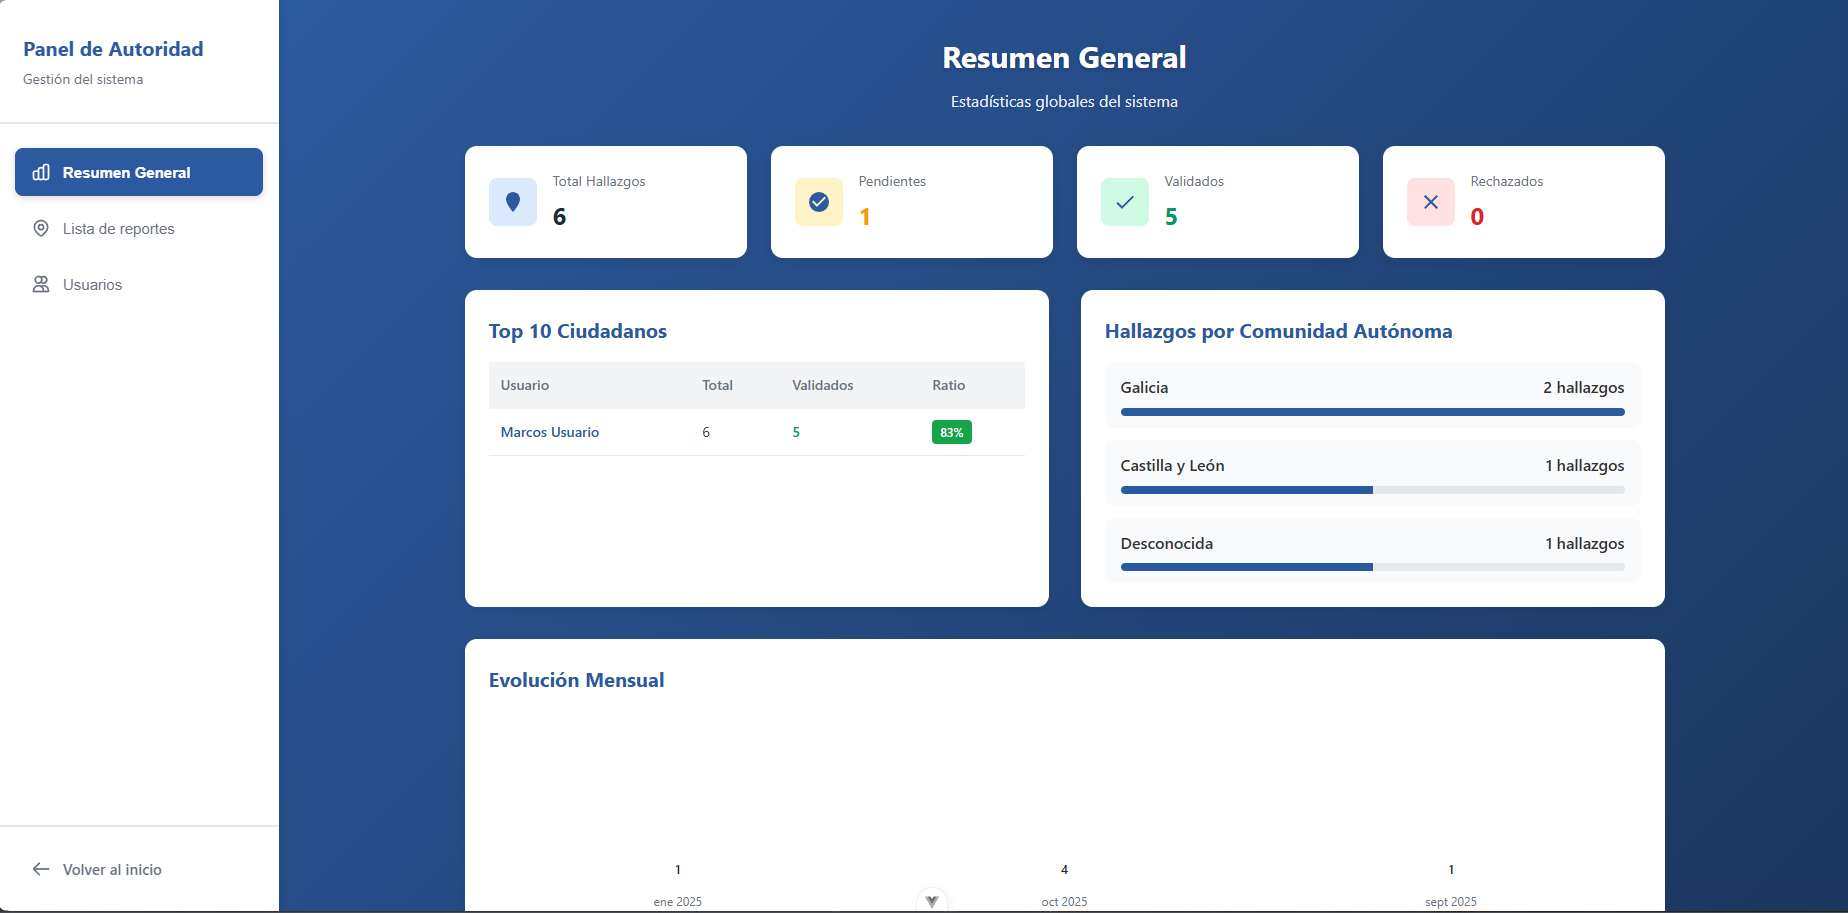 Panel de Autoridad
Gestión del sistema
Resumen General
Lista de reportes
Usuarios
Volver al inicio
Resumen General
Estadísticas globales del sistema
Total Hallazgos
6
Pendientes
1
Validados
5
Rechazados
0
Top 10 Ciudadanos
Usuario Total Validados Ratio
Marcos Usuario 6 5 83%
Hallazgos por Comunidad Autónoma
Galicia 2 hallazgos
Castilla y León 1 hallazgos
Desconocida 1 hallazgos
Evolución Mensual
1 4 1
ene 2025 oct 2025 sept 2025